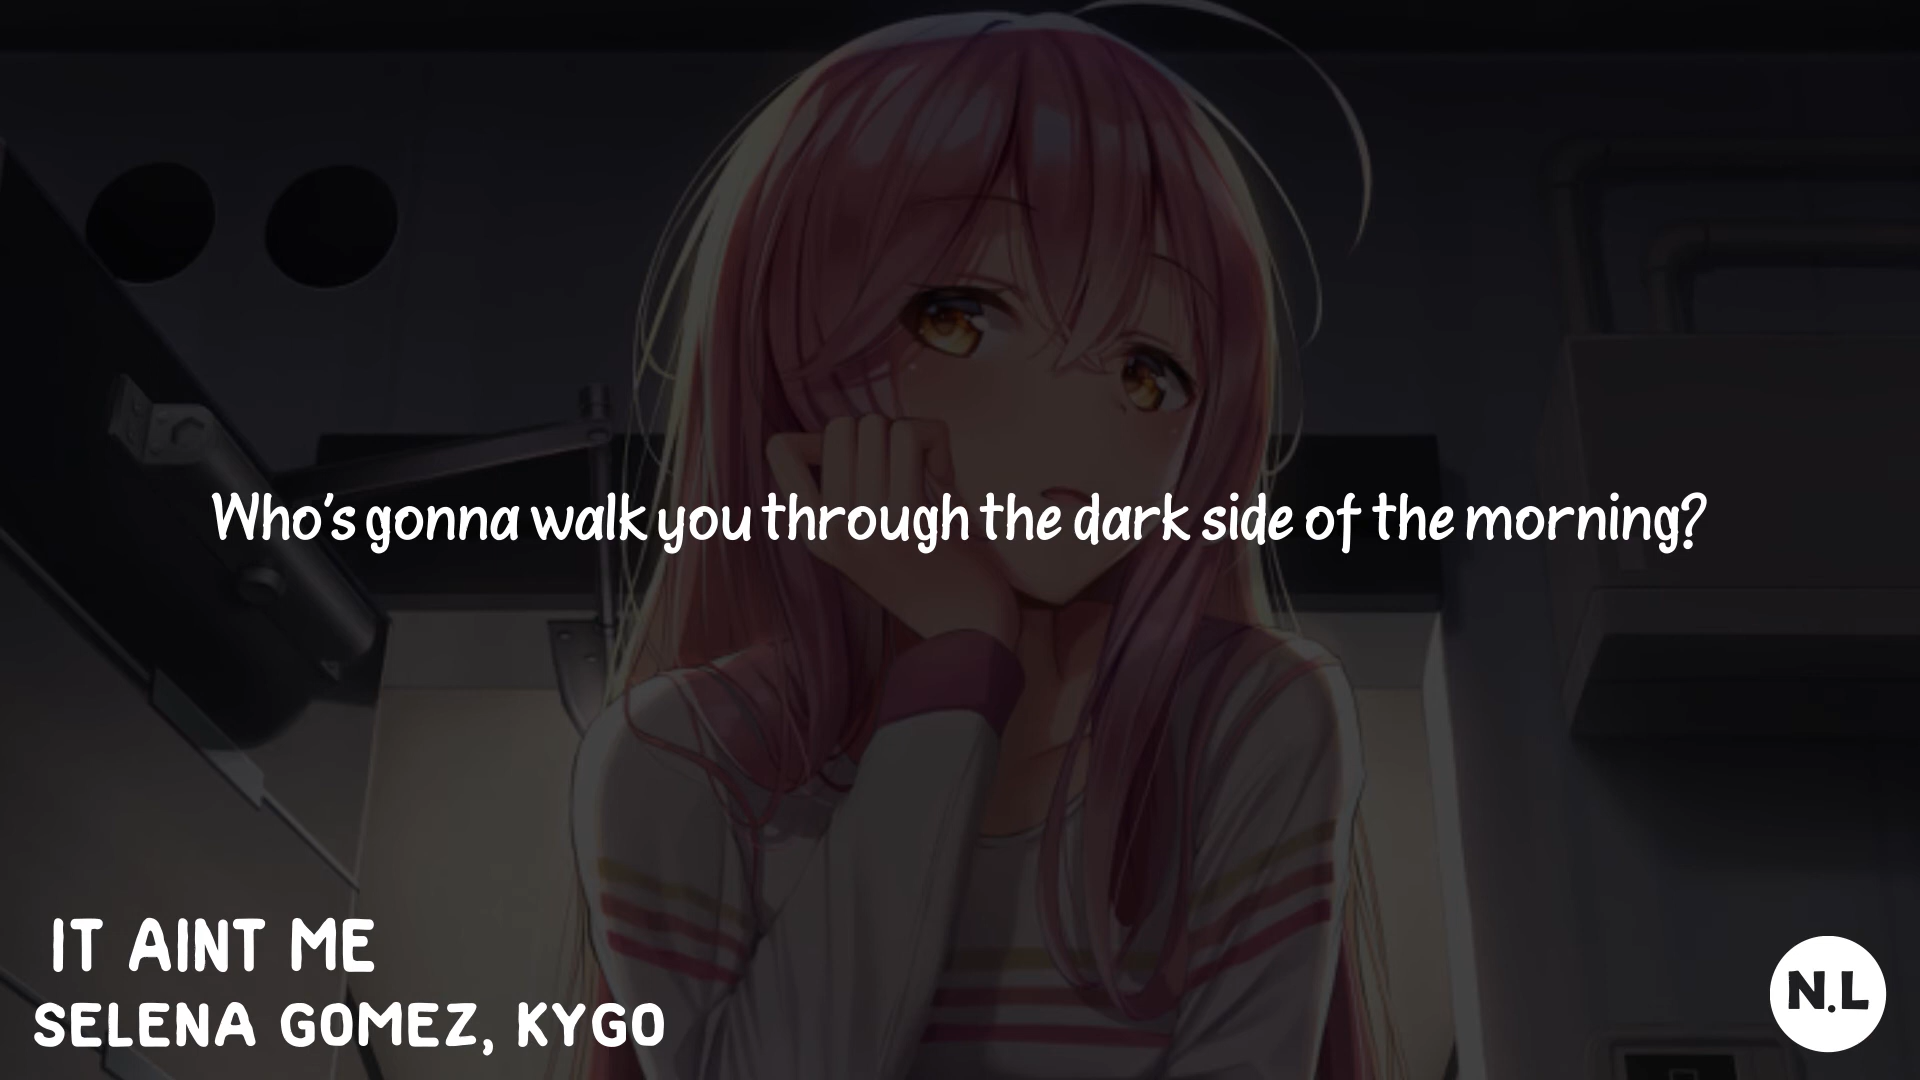 Who's gonna walk you through the dark side of the morning?
IT AINT ME
SELENA GOMEZ, KYGO
N.L